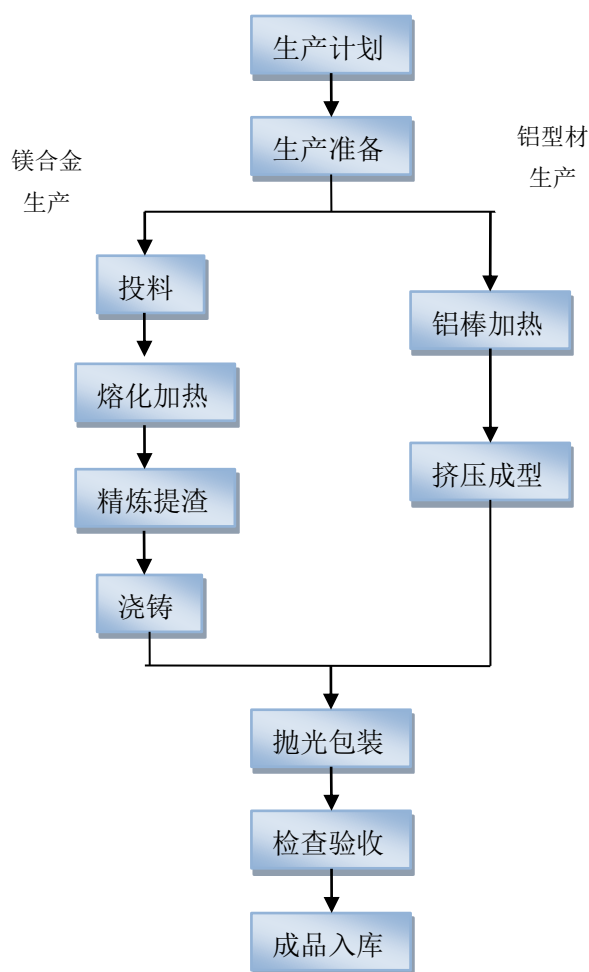 生产计划
生产准备
镁合金
生产
铝型材
生产
投料
熔化加热
精炼提渣
浇铸
铝棒加热
挤压成型
抛光包装
检查验收
成品入库